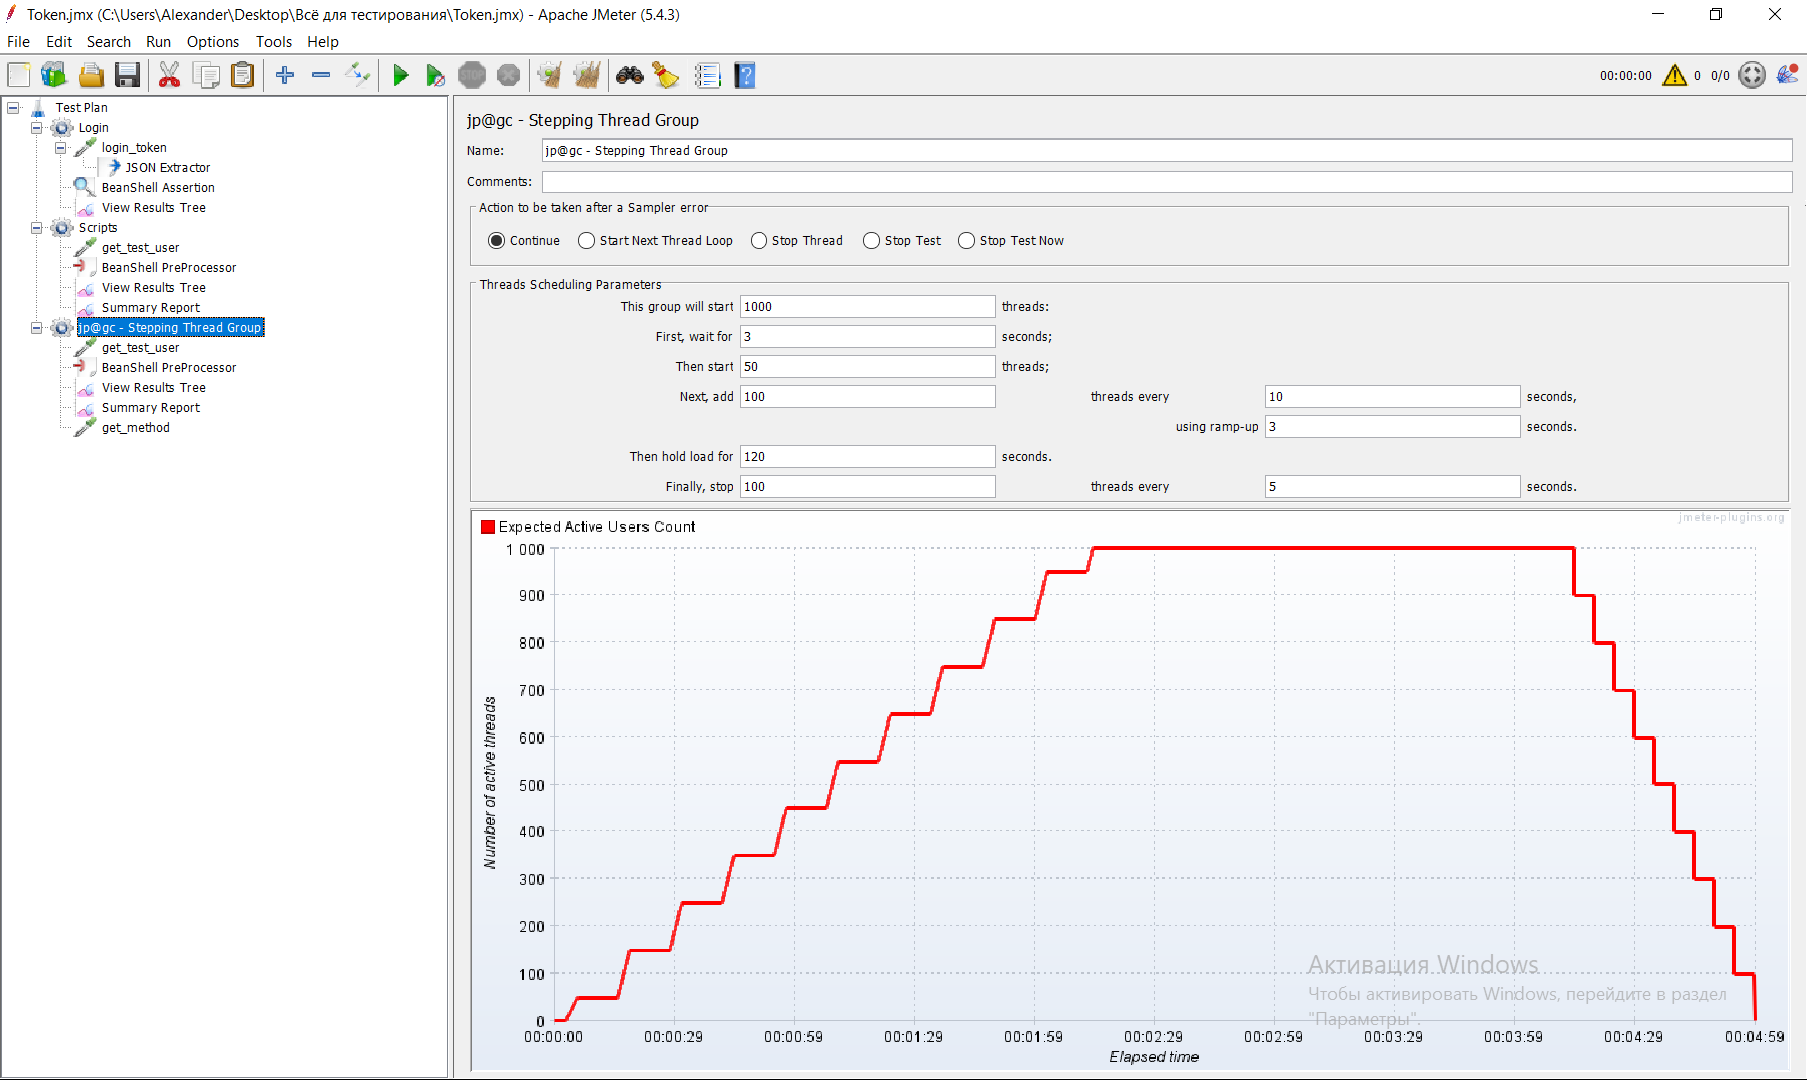 Token.jmx (C:\Users\Alexander\Desktop\Всё для тестирования\Token.jmx) - Apache JMeter (5.4.3)
File Edit Search Run Options Tools Help
STOP
00:00:00 0 0/0
Test Plan
Login
login_token
JSON Extractor
BeanShell Assertion
View Results Tree
Scripts
get_test_user
BeanShell PreProcessor
View Results Tree
Summary Report
jp@gc - Stepping Thread Group
get_test_user
BeanShell PreProcessor
View Results Tree
Summary Report
get_method
jp@gc - Stepping Thread Group
Name: jp@gc - Stepping Thread Group
Comments:
Action to be taken after a Sampler error
Continue Start Next Thread Loop Stop Thread Stop Test Stop Test Now
Threads Scheduling Parameters
This group will start 1000 threads:
First, wait for 3 seconds;
Then start 50 threads;
Next, add 100 threads every 10 seconds,
using ramp-up 3 seconds.
Then hold load for 120 seconds.
Finally, stop 100 threads every 5 seconds.
jmeter-plugins.org
Expected Active Users Count
1 000
900
800
700
600
500
400
300
200
100
0
Number of active threads
00:00:00 00:00:29 00:00:59 00:01:29 00:01:59 00:02:29 00:02:59 00:03:29 00:03:59 00:04:29 00:04:59
Elapsed time
Активация Windows
Чтобы активировать Windows, перейдите в раздел
"Параметры".